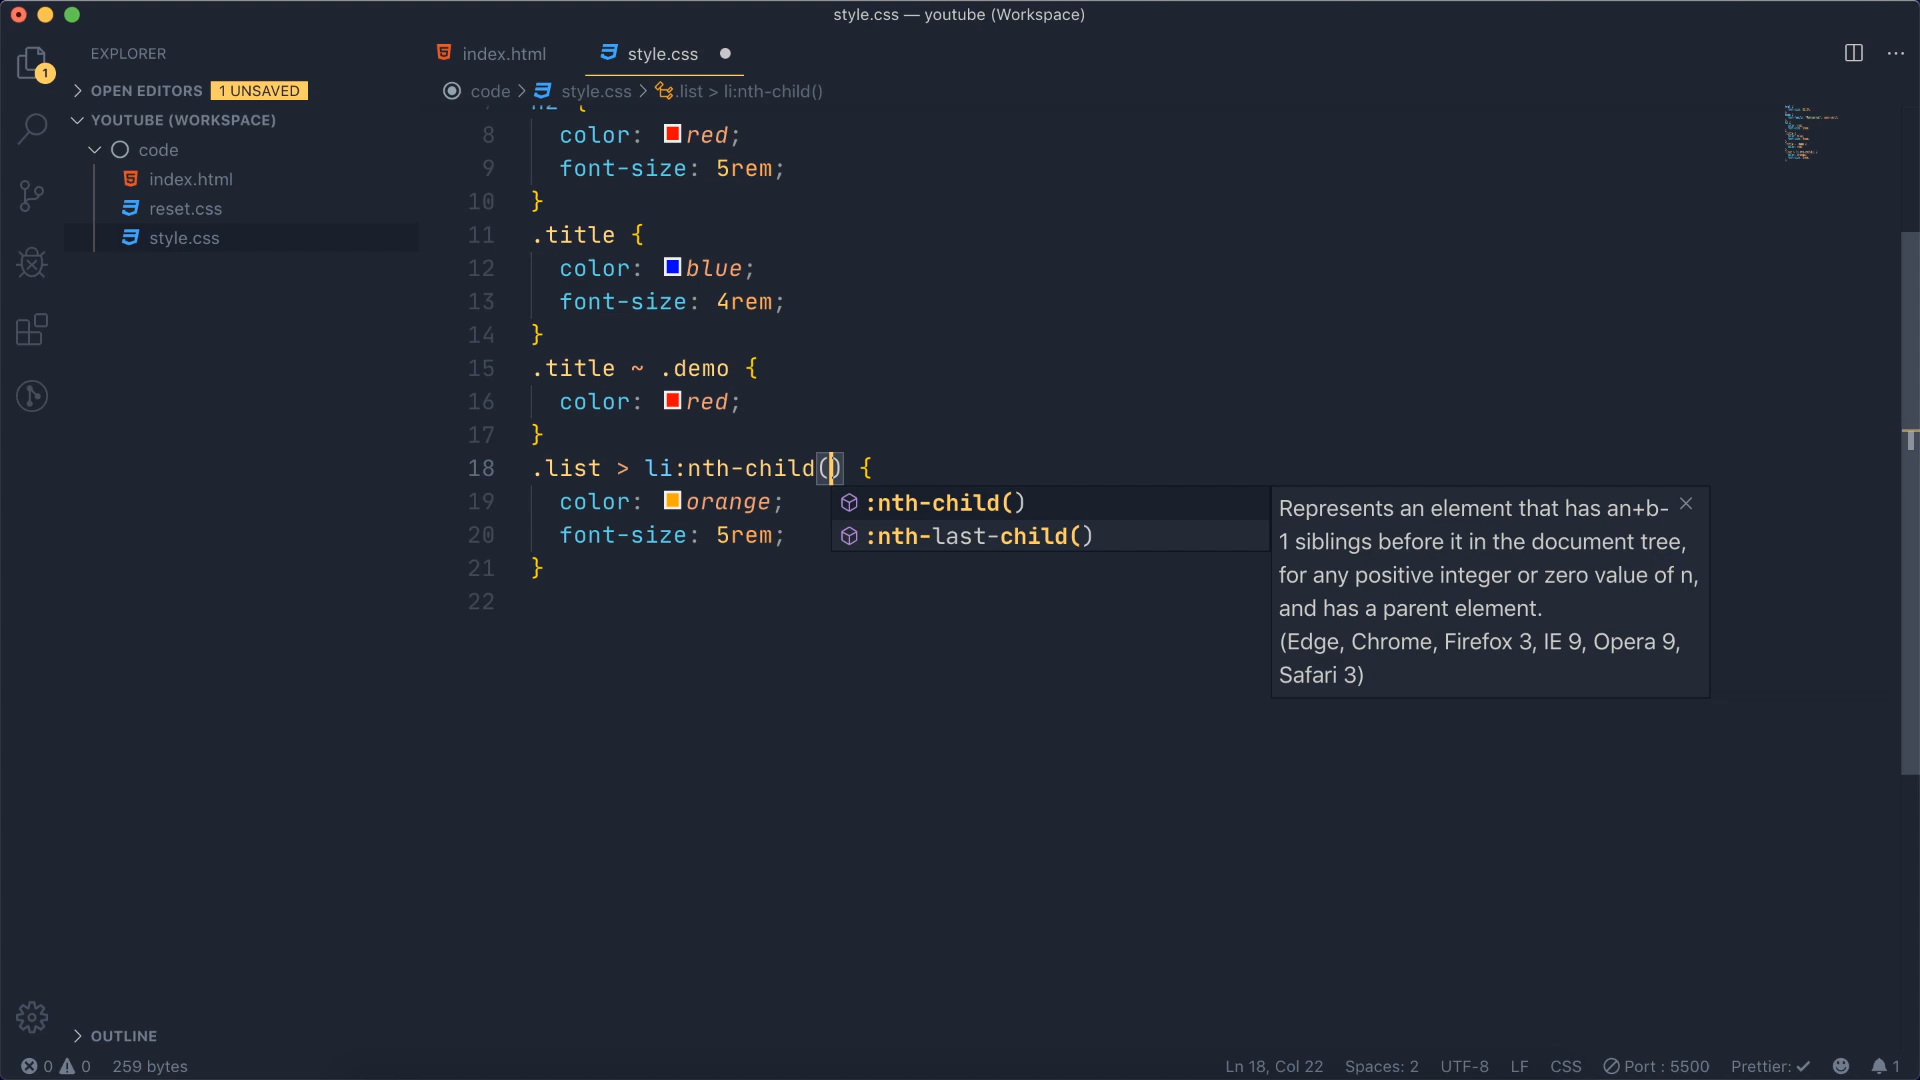 style.css — youtube (Workspace)
EXPLORER
1
OPEN EDITORS 1 UNSAVED
YOUTUBE (WORKSPACE)
code
index.html
reset.css
style.css
index.html style.css
code > style.css > .list > li:nth-child()
8 color: red;
9 font-size: 5rem;
10 }
11 .title {
12 color: blue;
13 font-size: 4rem;
14 }
15 .title ~ .demo {
16 color: red;
17 }
18 .list > li:nth-child() {
19 color: orange;
20 font-size: 5rem;
21 }
22
:nth-child()
:nth-last-child()
Represents an element that has an+b-
1 siblings before it in the document tree,
for any positive integer or zero value of n,
and has a parent element.
(Edge, Chrome, Firefox 3, IE 9, Opera 9,
Safari 3)
OUTLINE
0 0 259 bytes Ln 18, Col 22 Spaces: 2 UTF-8 LF CSS Port : 5500 Prettier: 1